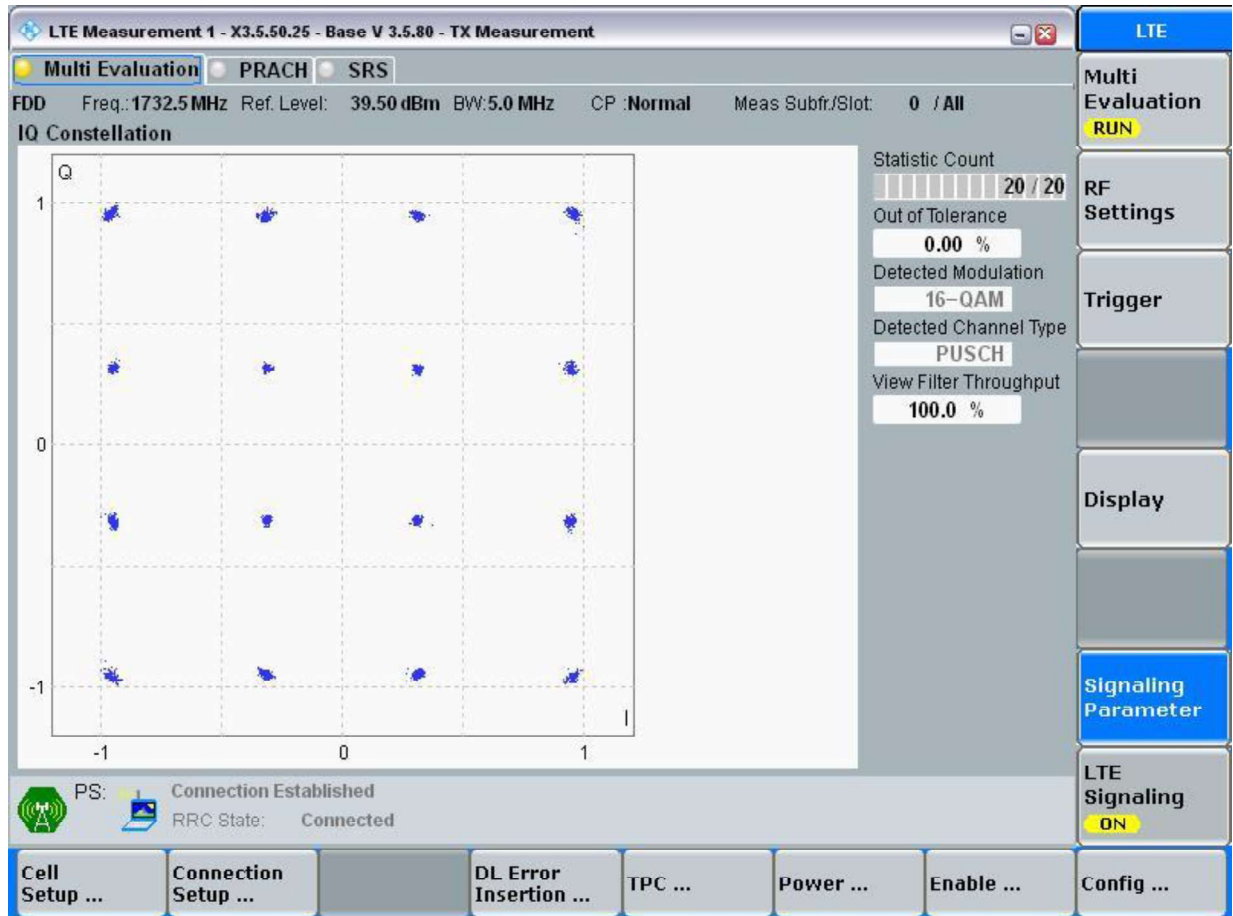 LTE Measurement 1 - X3.5.50.25 - Base V 3.5.80 - TX Measurement
LTE
Multi Evaluation PRACH SRS
FDD Freq.: 1732.5 MHz Ref. Level: 39.50 dBm BW: 5.0 MHz CP : Normal Meas Subfr./Slot: 0 / All
IQ Constellation
Q
1
0
-1
-1 0 1
I
Statistic Count
20 / 20
Out of Tolerance
0.00 %
Detected Modulation
16-QAM
Detected Channel Type
PUSCH
View Filter Throughput
100.0 %
Multi
Evaluation
RUN
RF
Settings
Trigger
Display
Signaling
Parameter
LTE
Signaling
ON
PS: Connection Established
RRC State: Connected
Cell
Setup ...
Connection
Setup ...
DL Error
Insertion ...
TPC ...
Power ...
Enable ...
Config ...